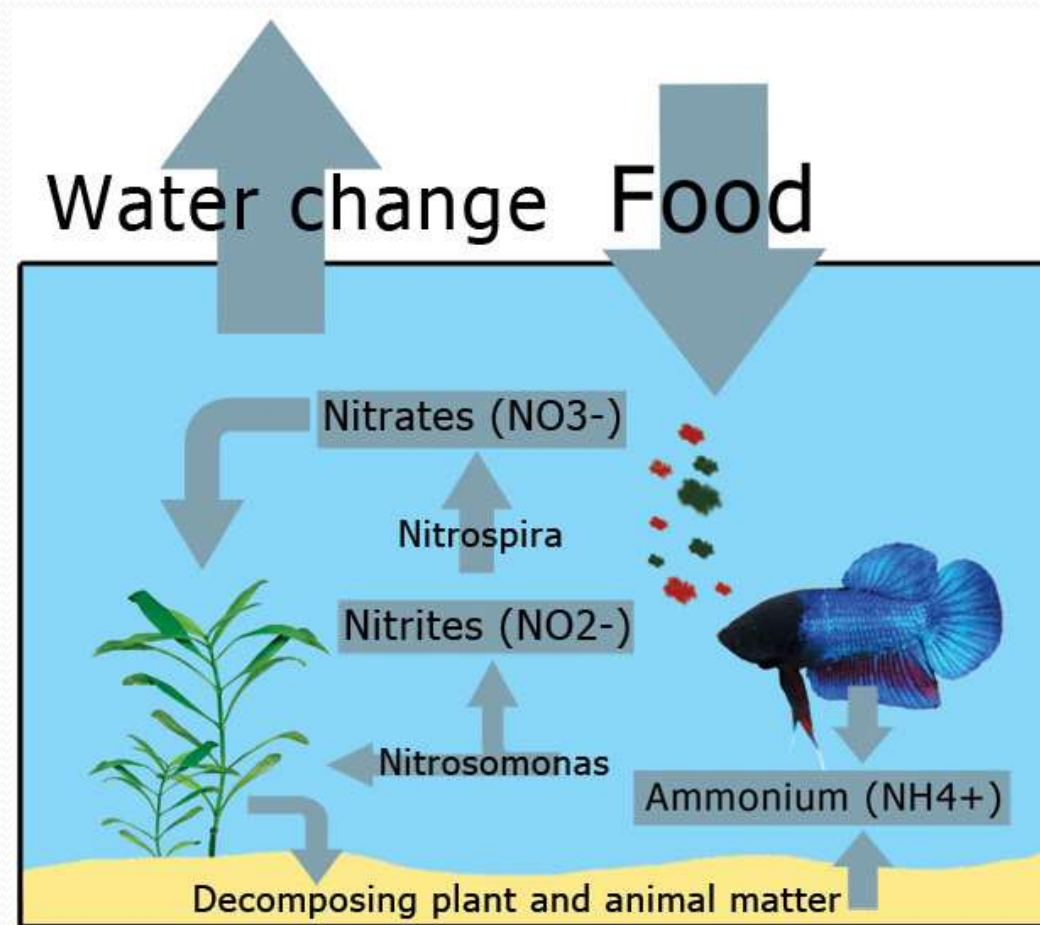 Water change
Food
Nitrates (NO3-)
Nitrospira
Nitrites (NO2-)
Nitrosomonas
Ammonium (NH4+)
Decomposing plant and animal matter